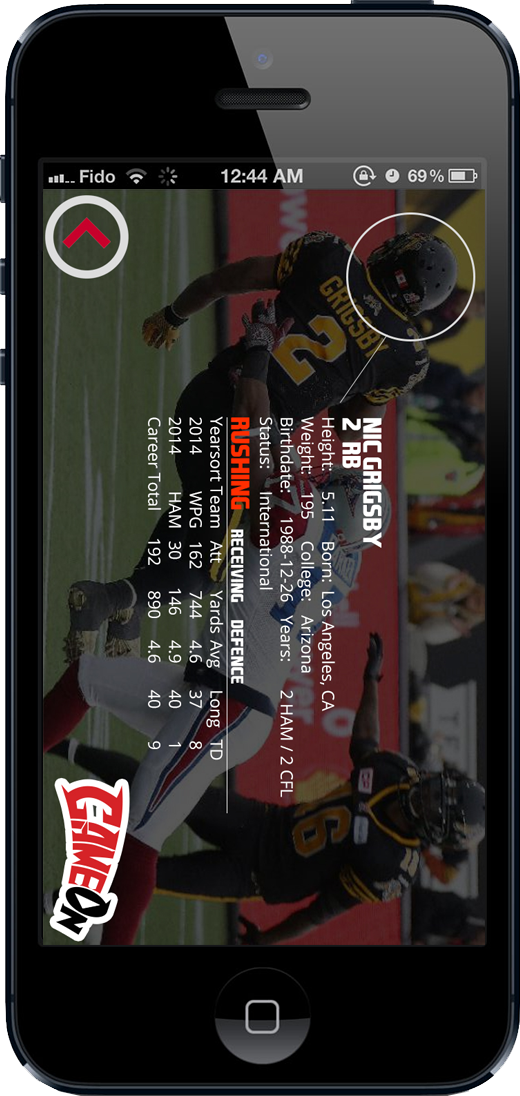 Fido 12:44 AM 69%
GRIGSBY
2
NIC GRIGSBY
2 RB
Height: 5.11 Born: Los Angeles, CA
Weight: 195 College: Arizona
Birthdate: 1988-12-26 Years: 2 HAM / 2 CFL
Status: International
RUSHING RECEIVING DEFENCE
Yearsort Team Att Yards Avg Long TD
2014 WPG 162 744 4.6 37 8
2014 HAM 30 146 4.9 40 1
Career Total 192 890 4.6 40 9
16
GAME ON